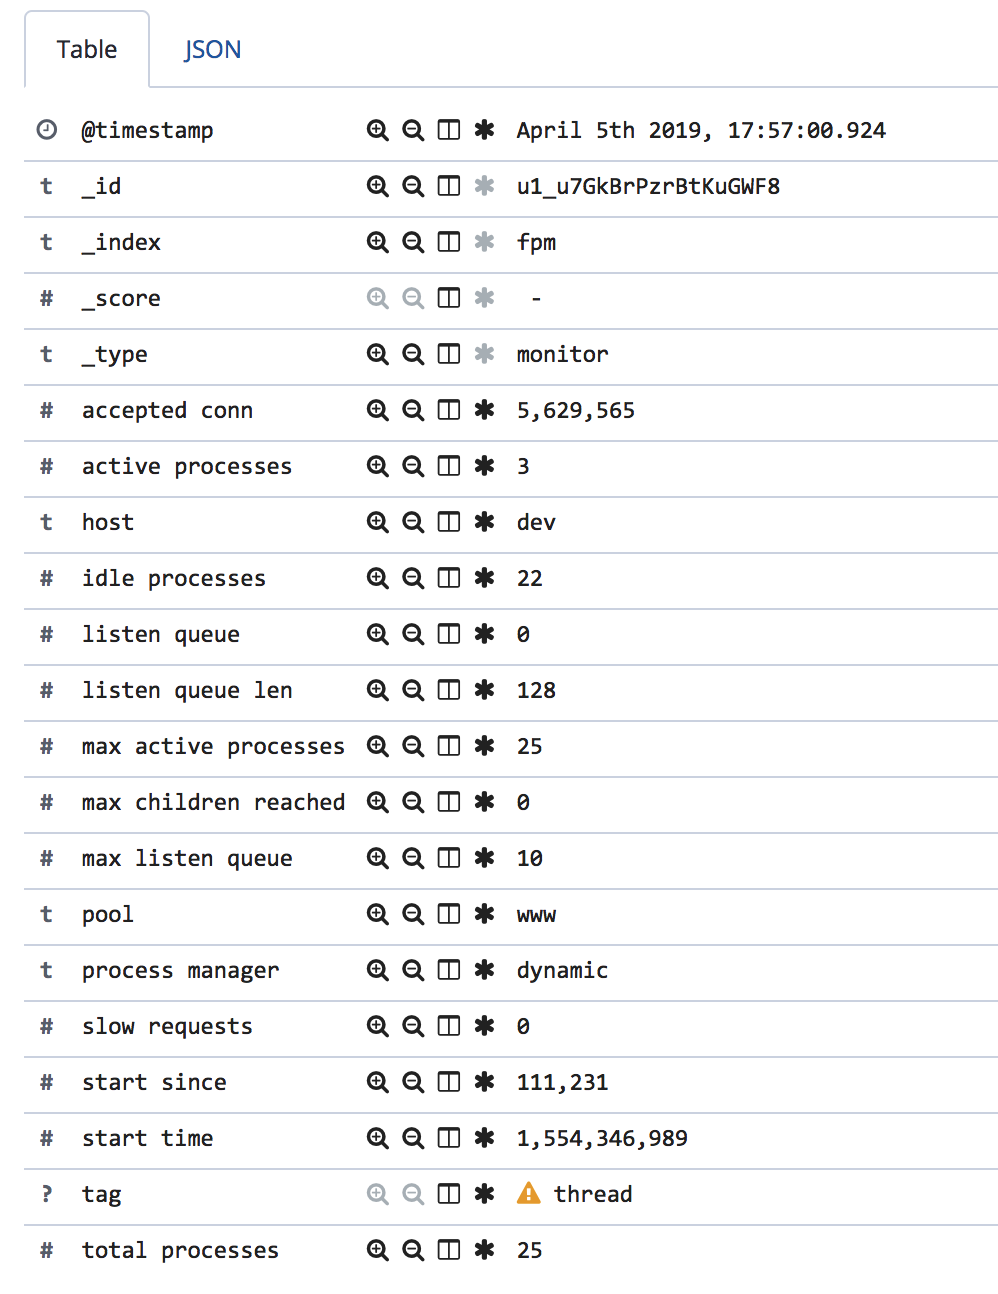 Table JSON
@timestamp April 5th 2019, 17:57:00.924
t _id u1_u7GkBrPzrBtKuGWF8
t _index fpm
# _score -
t _type monitor
# accepted conn 5,629,565
# active processes 3
t host dev
# idle processes 22
# listen queue 0
# listen queue len 128
# max active processes 25
# max children reached 0
# max listen queue 10
t pool www
t process manager dynamic
# slow requests 0
# start since 111,231
# start time 1,554,346,989
? tag thread
# total processes 25